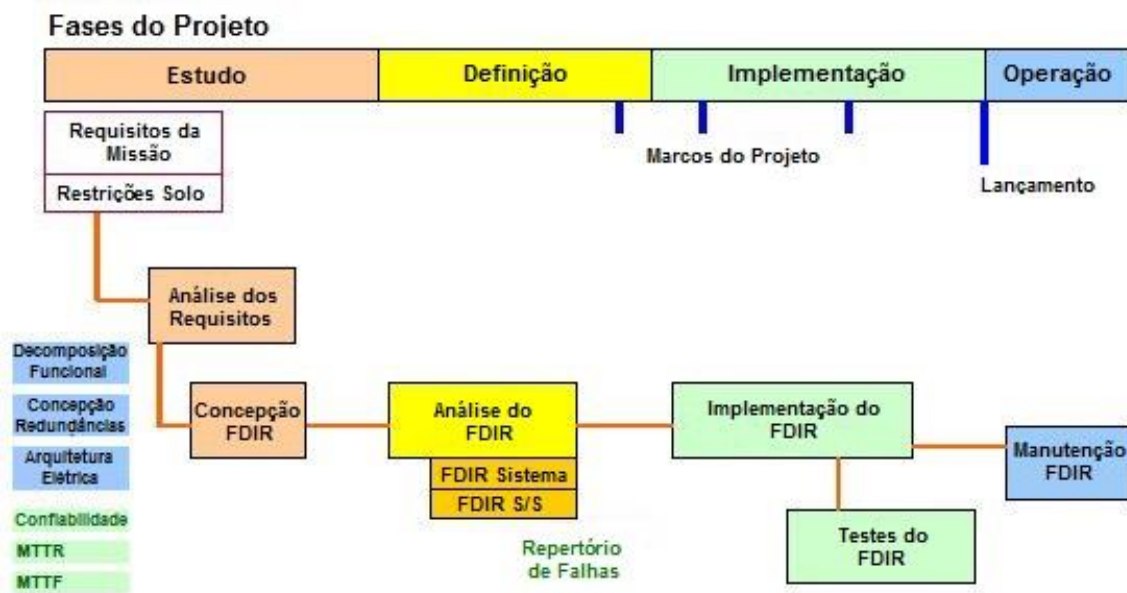 Fases do Projeto
Estudo
Definição
Implementação
Operação
Requisitos da
Missão
Restrições Solo
Marcos do Projeto
Lançamento
Análise dos
Requisitos
Decomposição
Funcional
Concepção
Redundâncias
Arquitetura
Elétrica
Confiabilidade
MTTR
MTTF
Concepção
FDIR
Análise do
FDIR
FDIR Sistema
FDIR S/S
Repertório
de Falhas
Implementação do
FDIR
Testes do
FDIR
Manutenção
FDIR